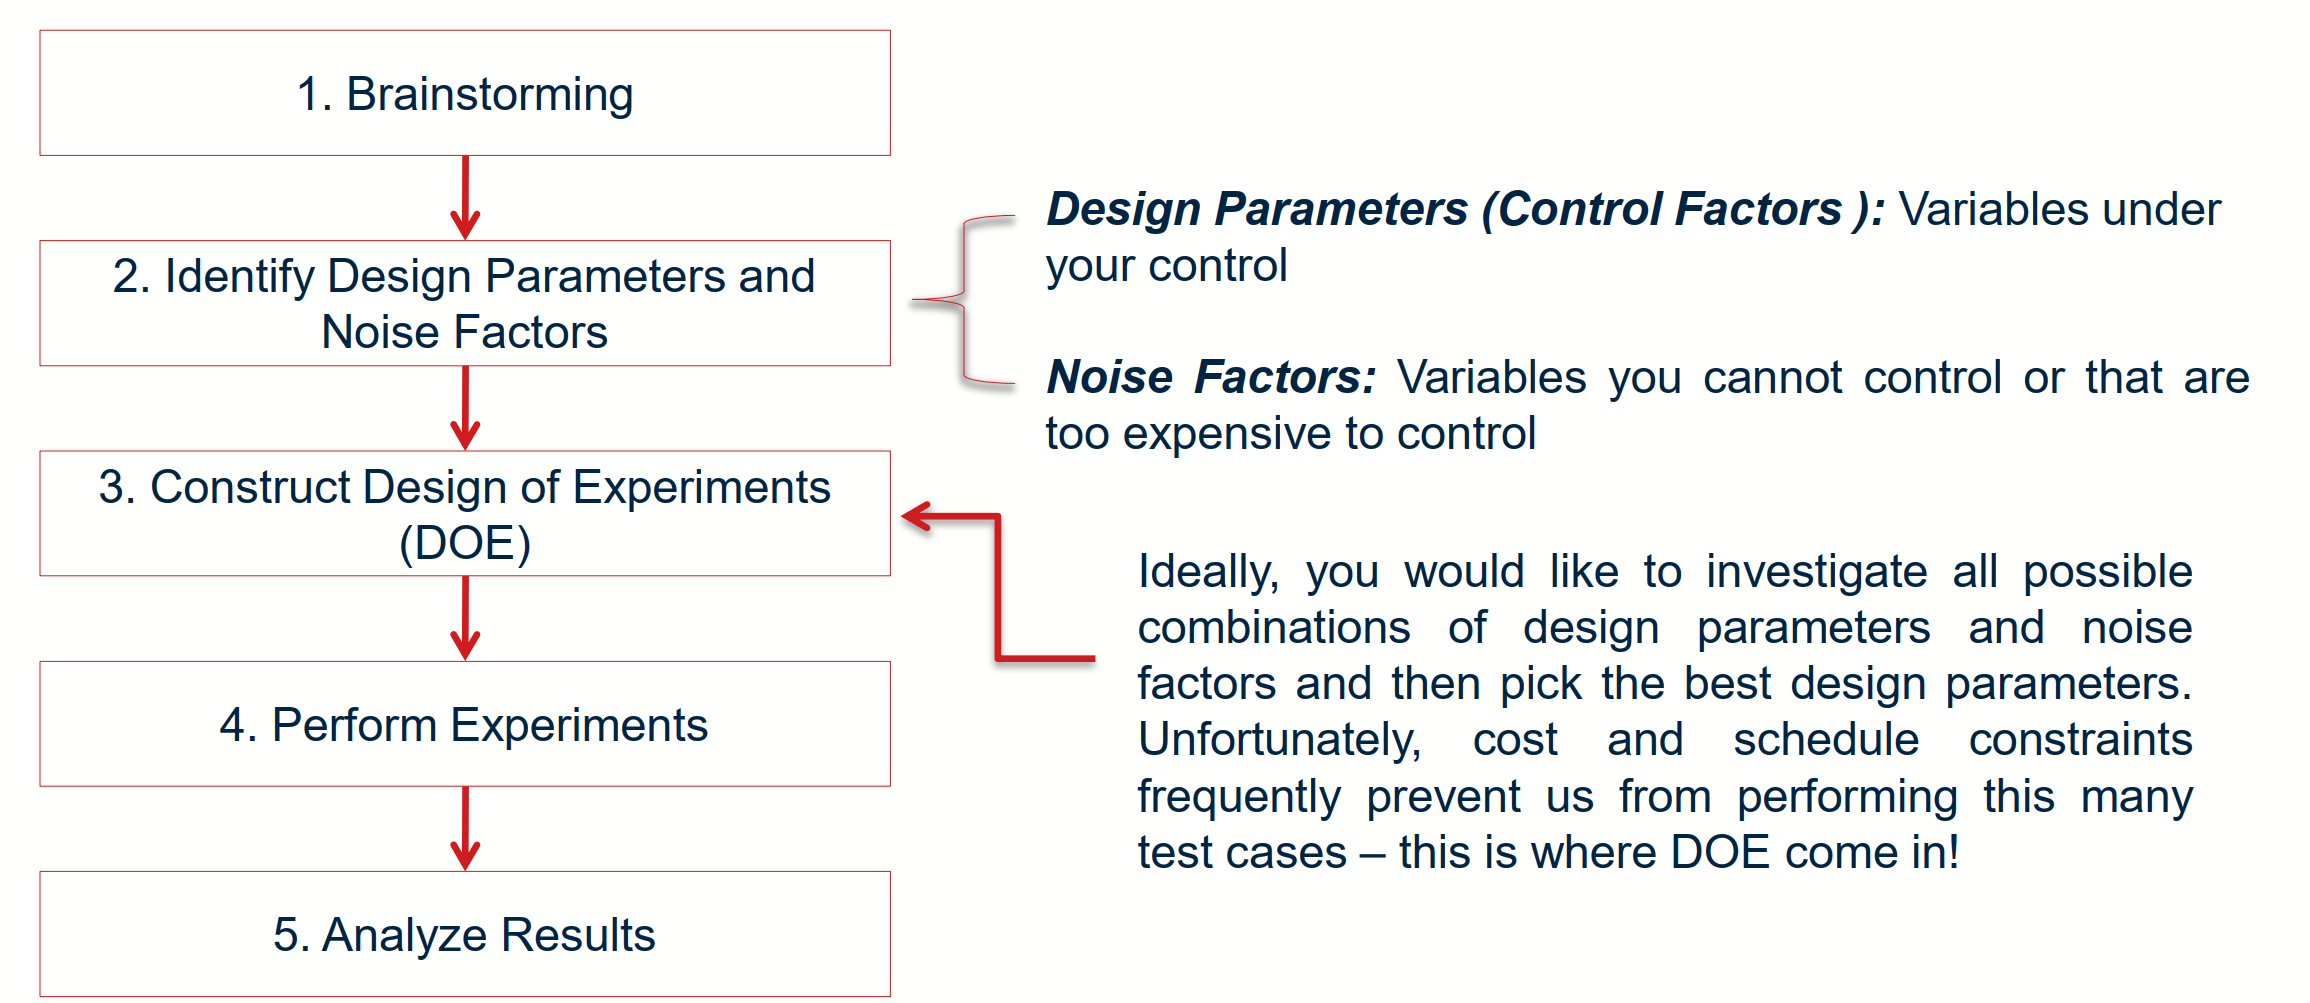 1. Brainstorming
2. Identify Design Parameters and
Noise Factors
3. Construct Design of Experiments
(DOE)
4. Perform Experiments
5. Analyze Results
Design Parameters (Control Factors ): Variables under
your control
Noise Factors: Variables you cannot control or that are
too expensive to control
Ideally, you would like to investigate all possible
combinations of design parameters and noise
factors and then pick the best design parameters.
Unfortunately, cost and schedule constraints
frequently prevent us from performing this many
test cases – this is where DOE come in!